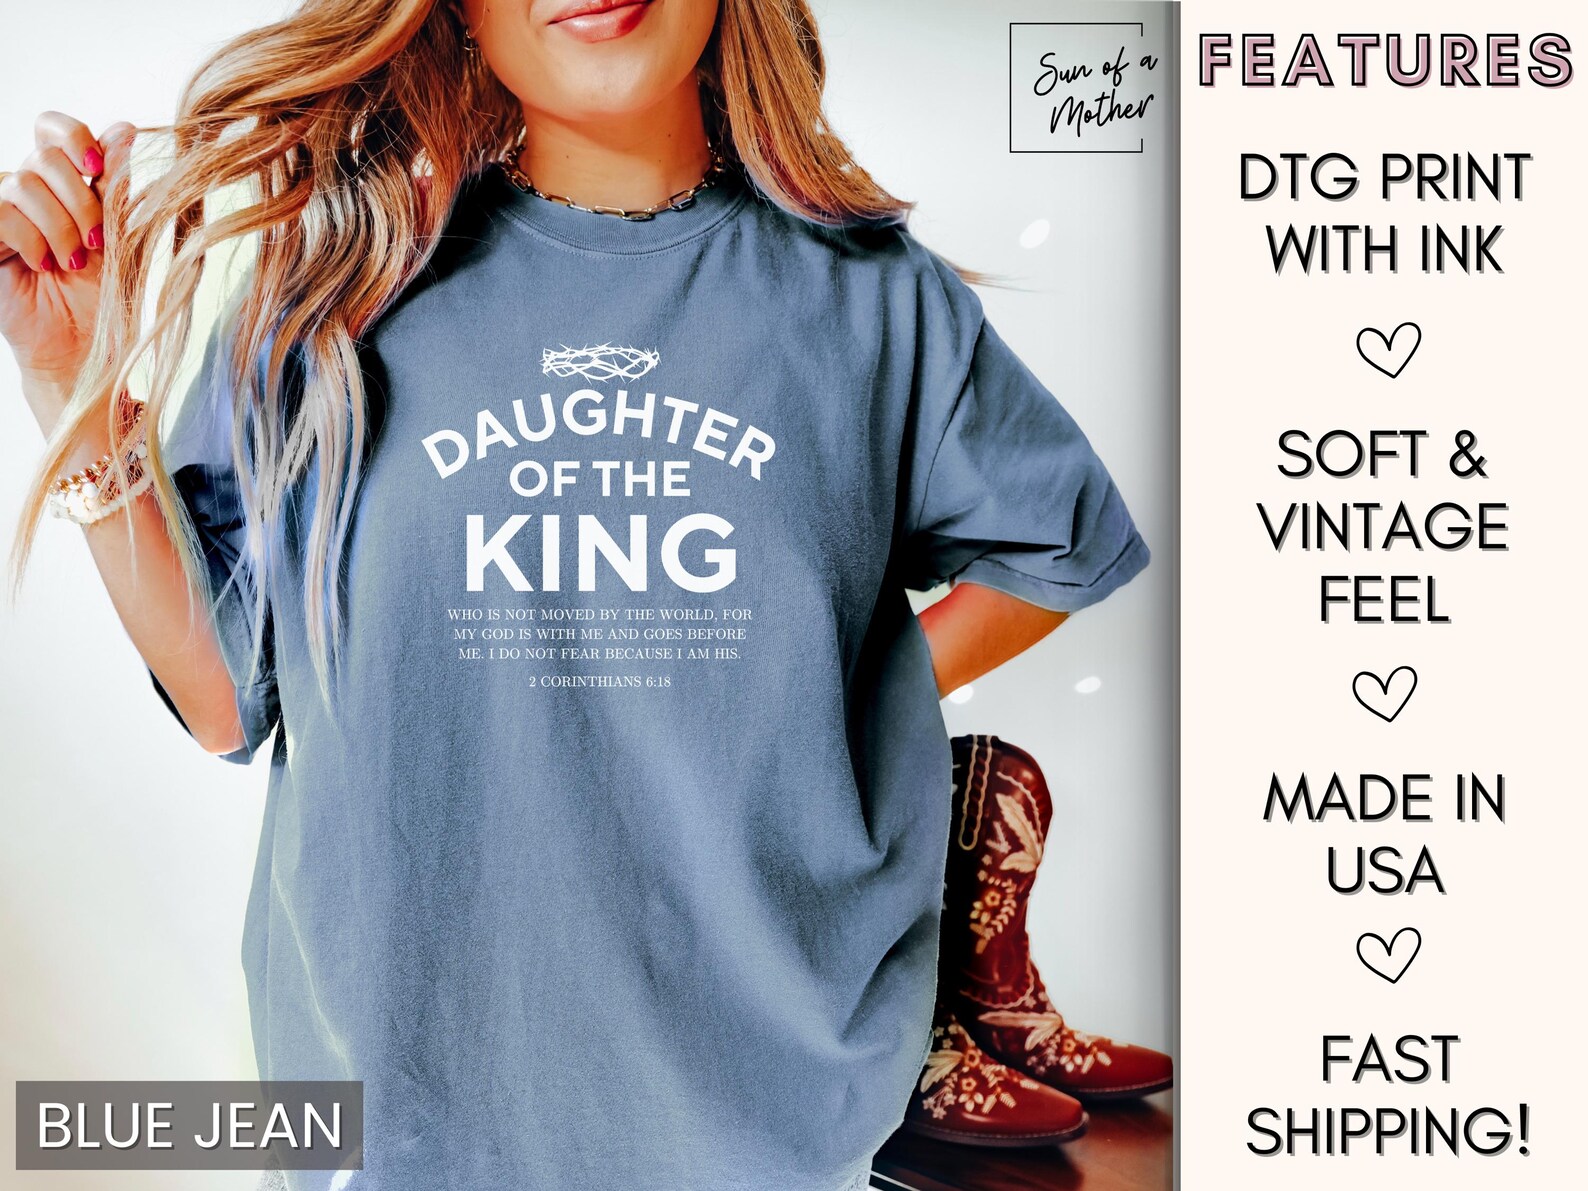 Sun of a
Mother
DAUGHTER
OF THE
KING
WHO IS NOT MOVED BY THE WORLD, FOR
MY GOD IS WITH ME AND GOES BEFORE
ME. I DO NOT FEAR BECAUSE I AM HIS.
2 CORINTHIANS 6:18
BLUE JEAN
FEATURES
DTG PRINT
WITH INK
SOFT &
VINTAGE
FEEL
MADE IN
USA
FAST
SHIPPING!